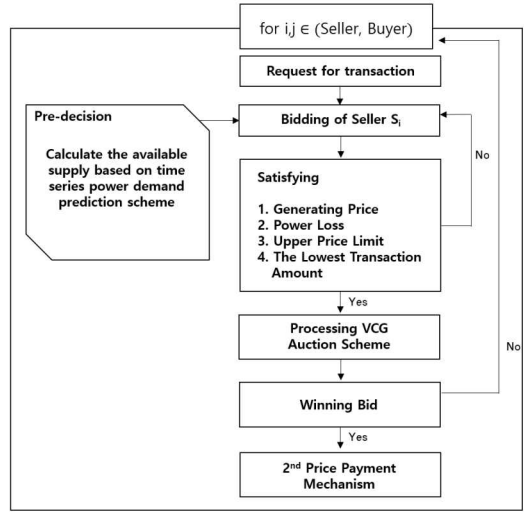 for i,j ∈ (Seller, Buyer)
Request for transaction
Pre-decision
Calculate the available
supply based on time
series power demand
prediction scheme
Bidding of Seller Sᵢ
No
Satisfying
1. Generating Price
2. Power Loss
3. Upper Price Limit
4. The Lowest Transaction
Amount
Yes
Processing VCG
Auction Scheme
No
Winning Bid
Yes
2ⁿᵈ Price Payment
Mechanism